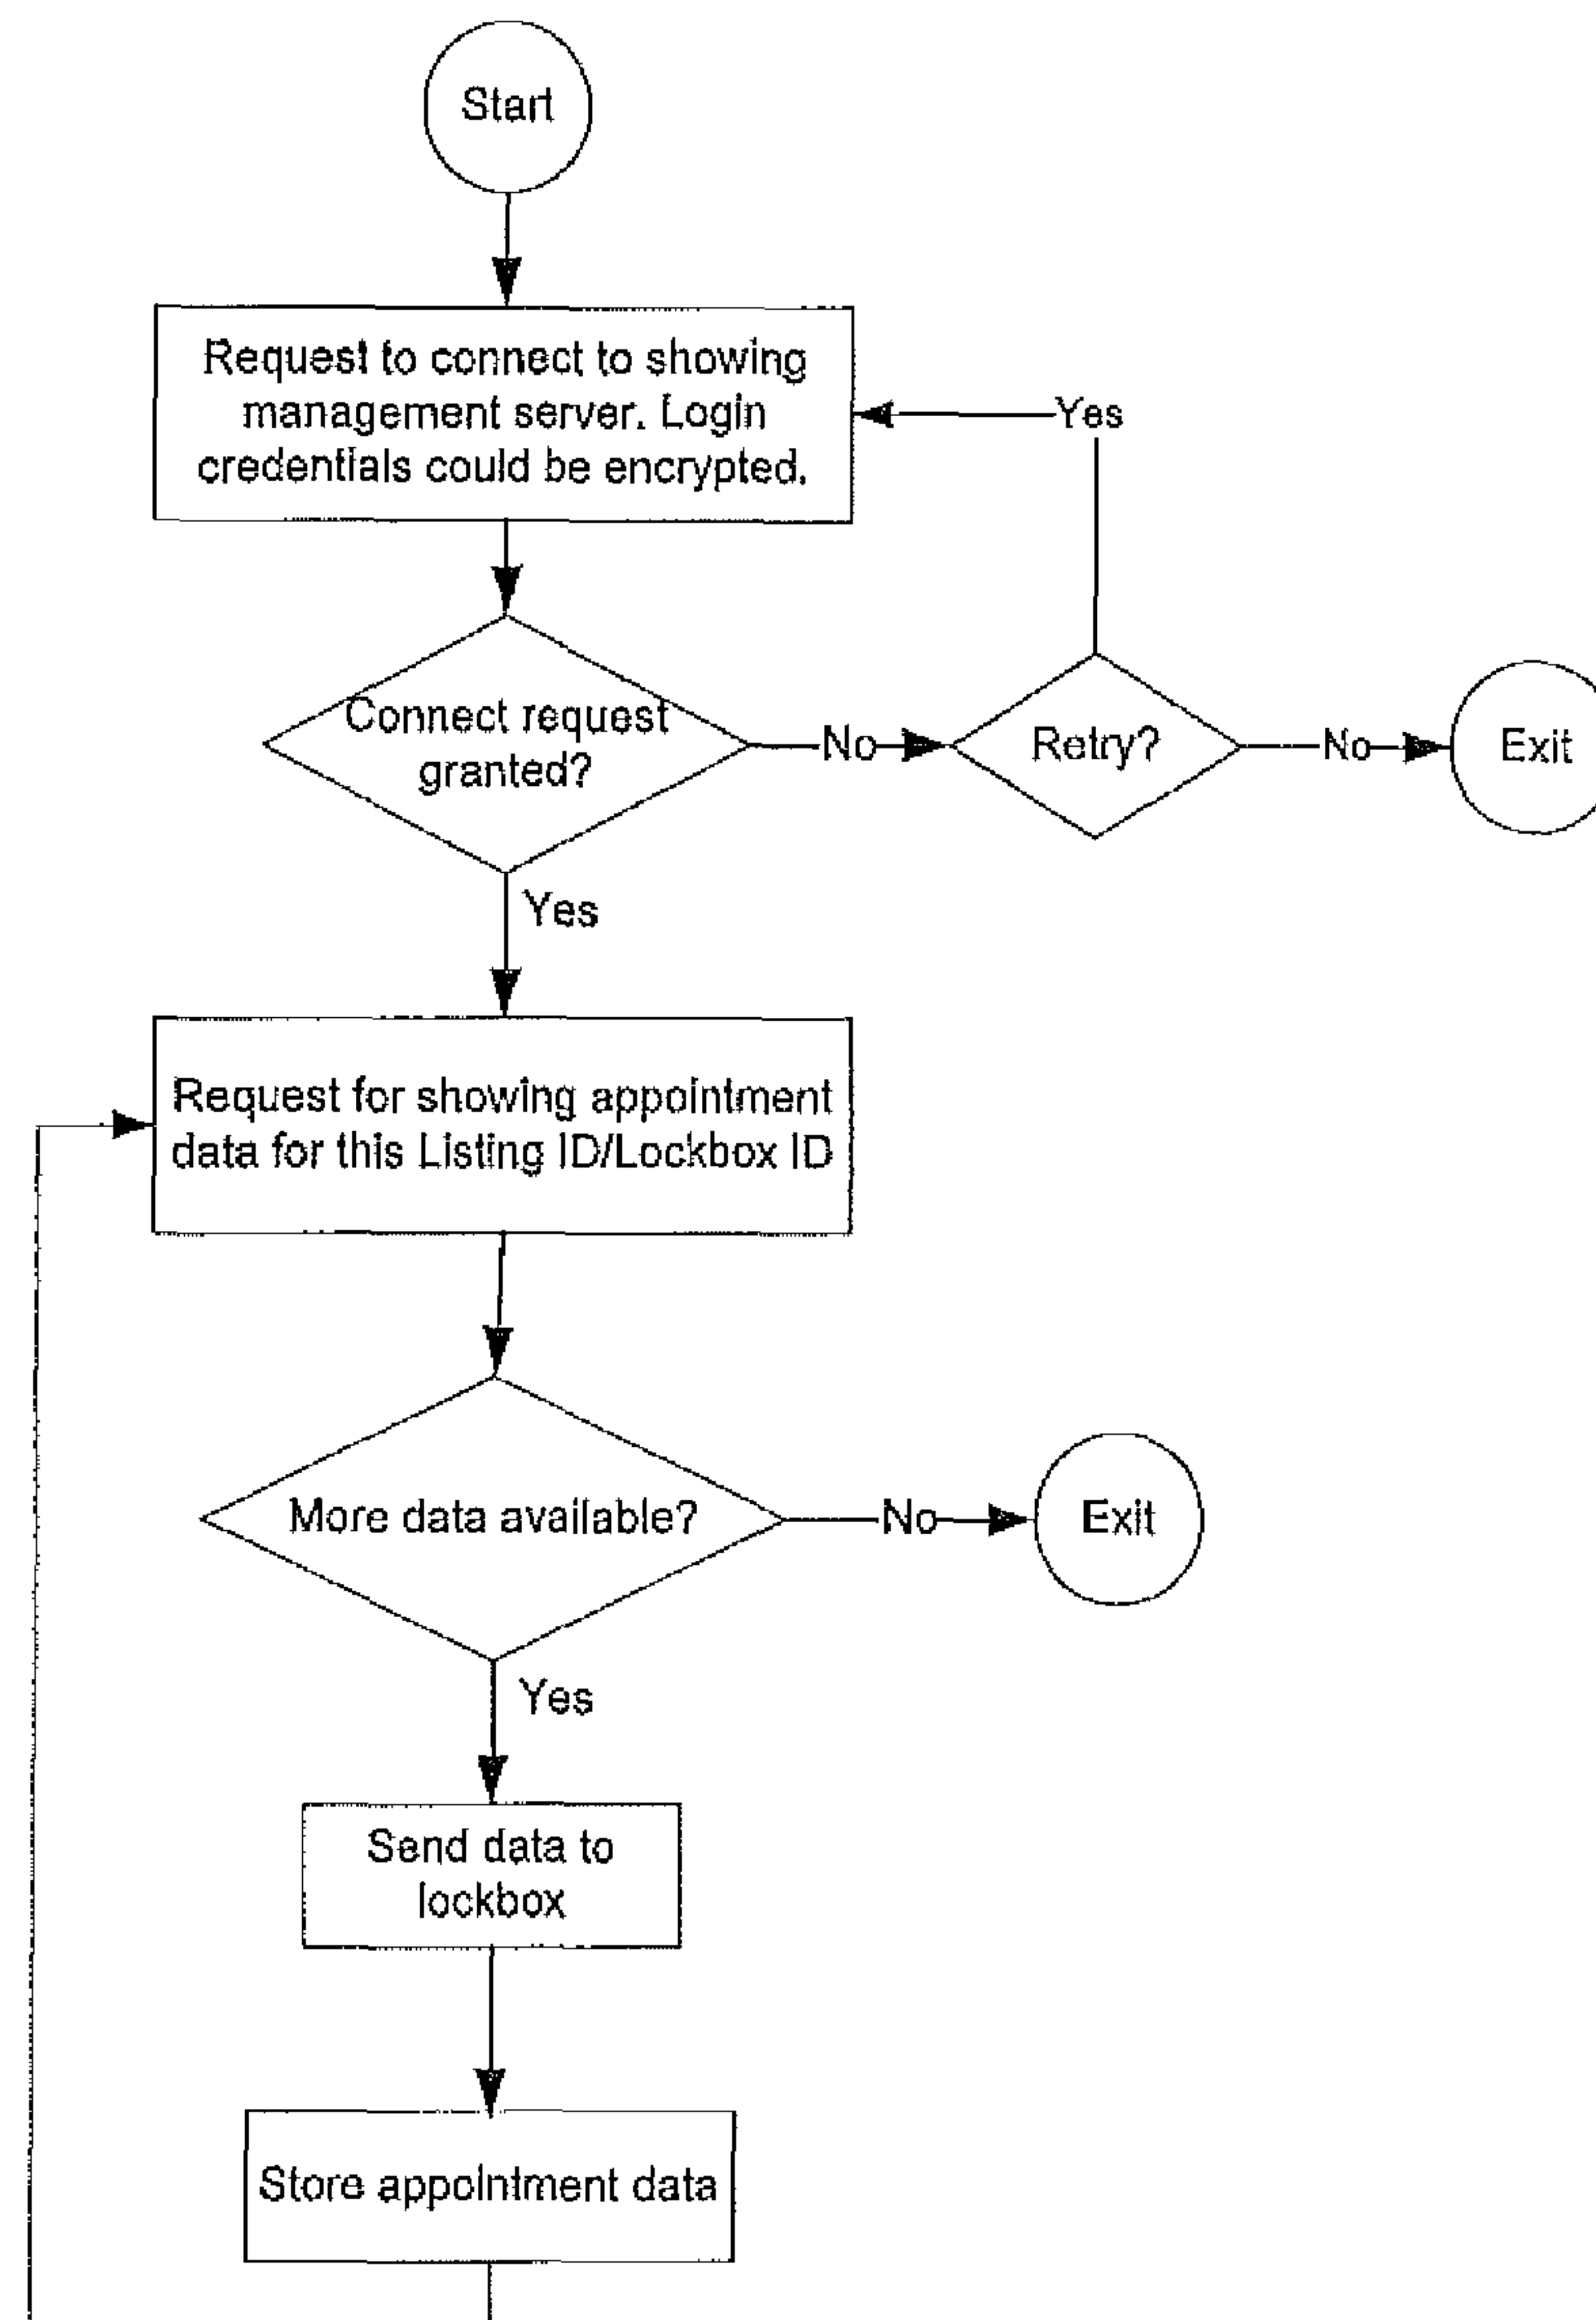 Start
Request to connect to showing
management server. Login
credentials could be encrypted.
Yes
Connect request
granted?
No
Retry?
No
Exit
Yes
Request for showing appointment
data for this Listing ID/Lockbox ID
More data available?
No
Exit
Yes
Send data to
lockbox
Store appointment data